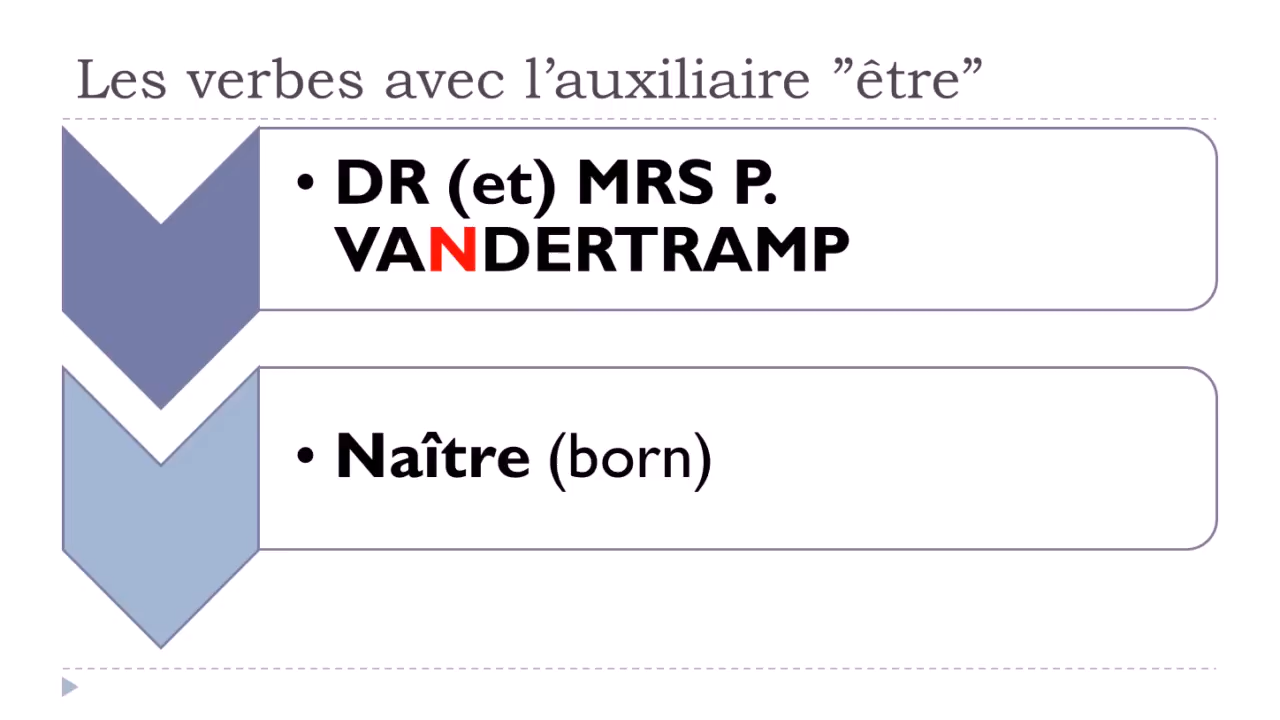 Les verbes avec l’auxiliaire ”être”
• DR (et) MRS P.
VANDERTRAMP
• Naître (born)